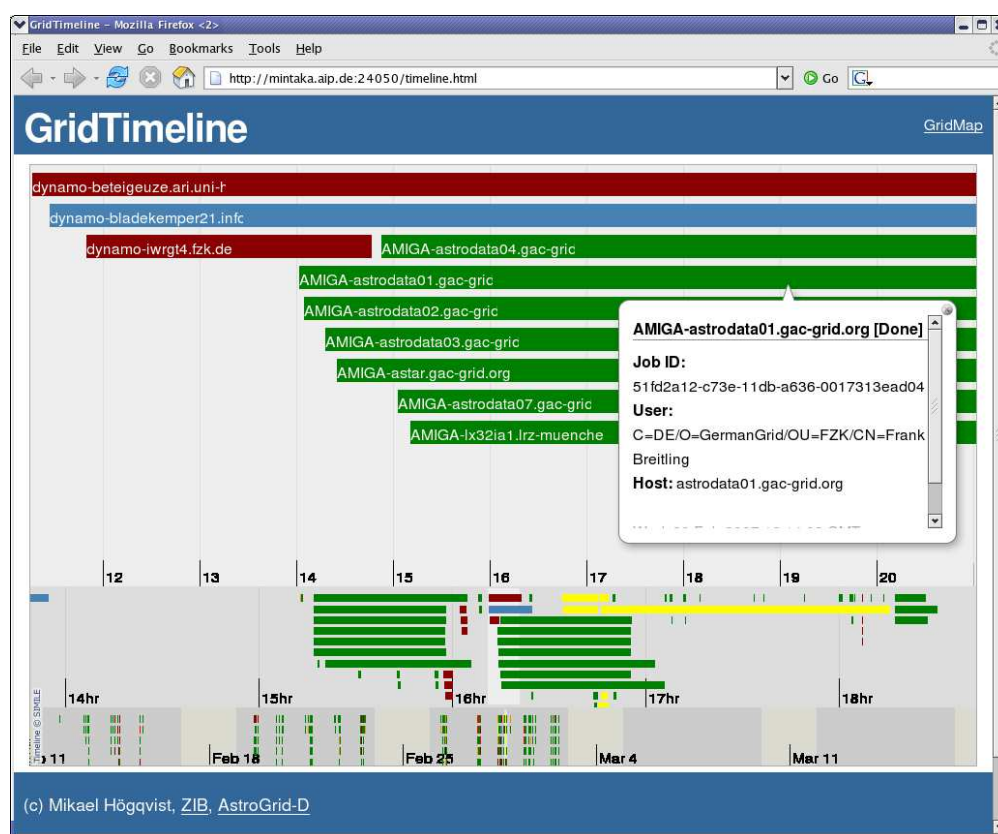 GridTimeline - Mozilla Firefox <2>
File Edit View Go Bookmarks Tools Help
http://mintaka.aip.de:24050/timeline.html
Go
G
GridTimeline
GridMap
dynamo-beteigeuze.ari.uni-h
dynamo-bladekemper21.info
dynamo-iwrgt4.fzk.de
AMIGA-astrodata04.gac-gric
AMIGA-astrodata01.gac-gric
AMIGA-astrodata02.gac-gric
AMIGA-astrodata03.gac-gric
AMIGA-astar.gac-grid.org
AMIGA-astrodata07.gac-gric
AMIGA-lx32ia1.lrz-muenche
AMIGA-astrodata01.gac-grid.org [Done]
Job ID:
51fd2a12-c73e-11db-a636-0017313ead04
User:
C=DE/O=GermanGrid/OU=FZK/CN=Frank
Breitling
Host: astrodata01.gac-grid.org
12 13 14 15 16 17 18 19 20
14hr 15hr 16hr 17hr 18hr
Timeline © SIMILE
11 Feb 18 Feb 25 Mar 4 Mar 11
(c) Mikael Högqvist, ZIB, AstroGrid-D